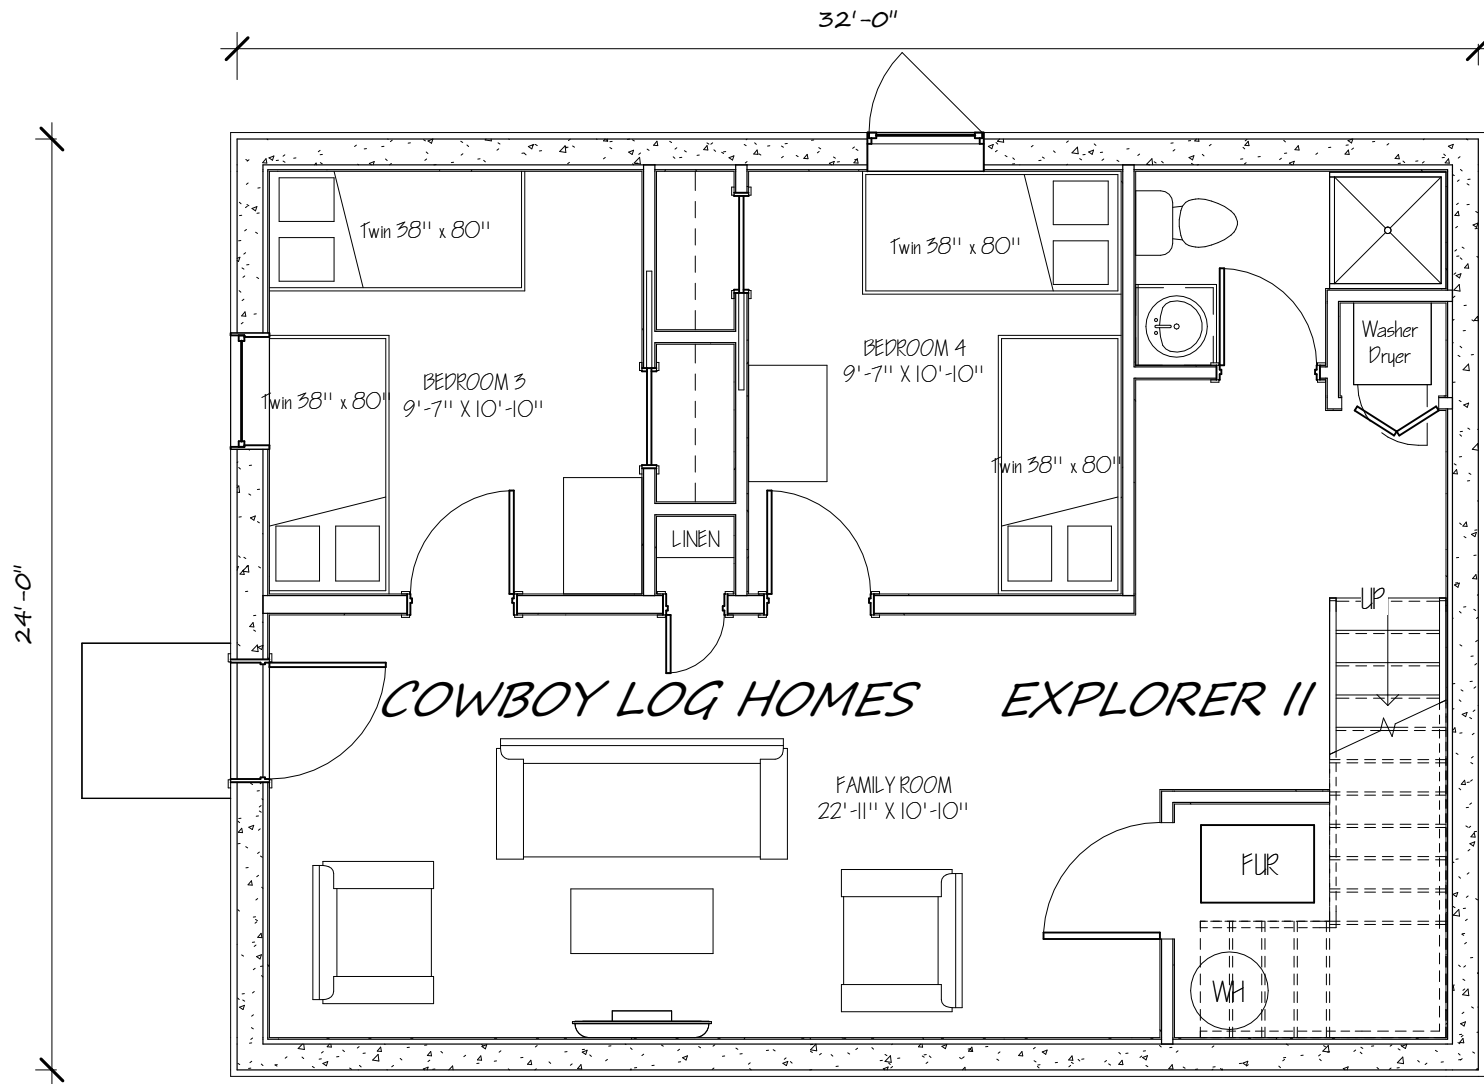 32'-0"
24'-0"
Twin 38" x 80"
Twin 38" x 80"
BEDROOM 3
9'-7" X 10'-10"
Twin 38" x 80"
BEDROOM 4
9'-7" X 10'-10"
Twin 38" x 80"
Washer
Dryer
LINEN
UP
COWBOY LOG HOMES EXPLORER II
FAMILY ROOM
22'-11" X 10'-10"
FUR
WH